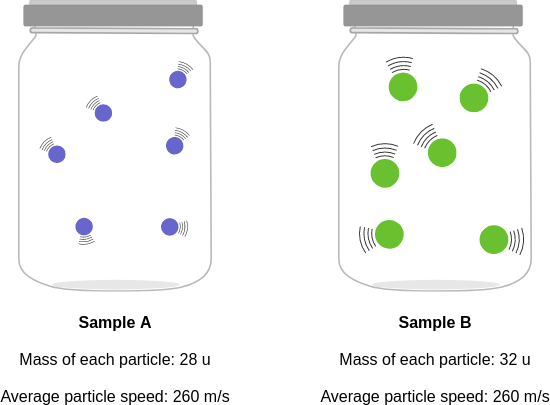 Sample A
Mass of each particle: 28 u
Average particle speed: 260 m/s
Sample B
Mass of each particle: 32 u
Average particle speed: 260 m/s